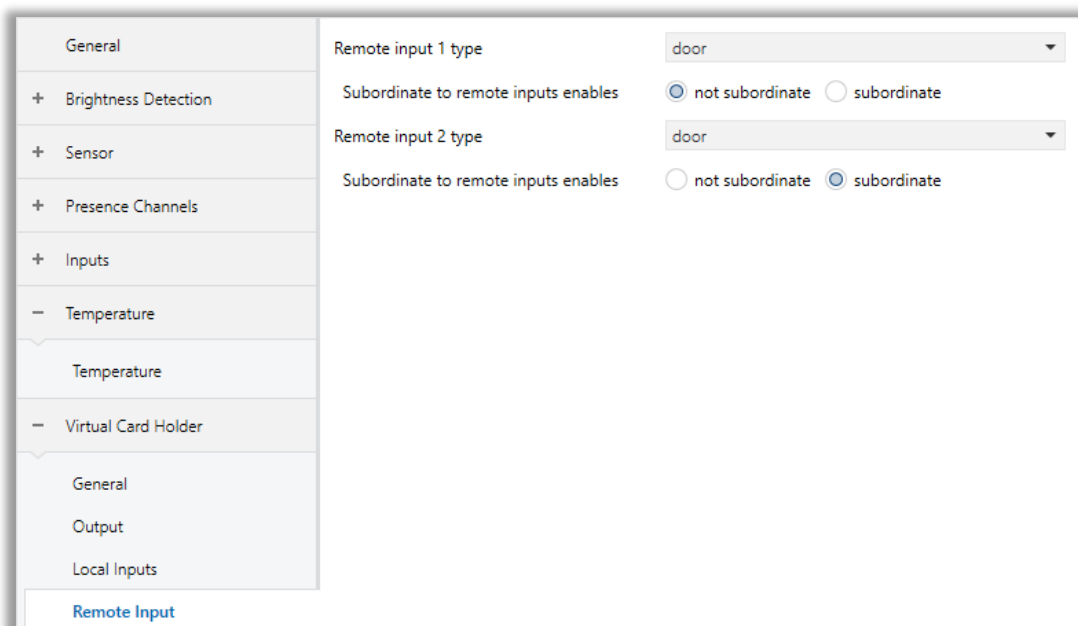 General
+ Brightness Detection
+ Sensor
+ Presence Channels
+ Inputs
− Temperature
Temperature
− Virtual Card Holder
General
Output
Local Inputs
Remote Input
Remote input 1 type door
Subordinate to remote inputs enables not subordinate subordinate
Remote input 2 type door
Subordinate to remote inputs enables not subordinate subordinate